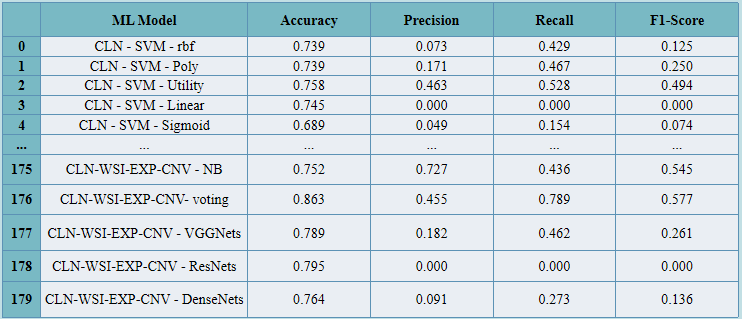 ML Model Accuracy Precision Recall F1-Score
0 CLN - SVM - rbf 0.739 0.073 0.429 0.125
1 CLN - SVM - Poly 0.739 0.171 0.467 0.250
2 CLN - SVM - Utility 0.758 0.463 0.528 0.494
3 CLN - SVM - Linear 0.745 0.000 0.000 0.000
4 CLN - SVM - Sigmoid 0.689 0.049 0.154 0.074
... ... ... ... ... ...
175 CLN-WSI-EXP-CNV - NB 0.752 0.727 0.436 0.545
176 CLN-WSI-EXP-CNV- voting 0.863 0.455 0.789 0.577
177 CLN-WSI-EXP-CNV - VGGNets 0.789 0.182 0.462 0.261
178 CLN-WSI-EXP-CNV - ResNets 0.795 0.000 0.000 0.000
179 CLN-WSI-EXP-CNV - DenseNets 0.764 0.091 0.273 0.136